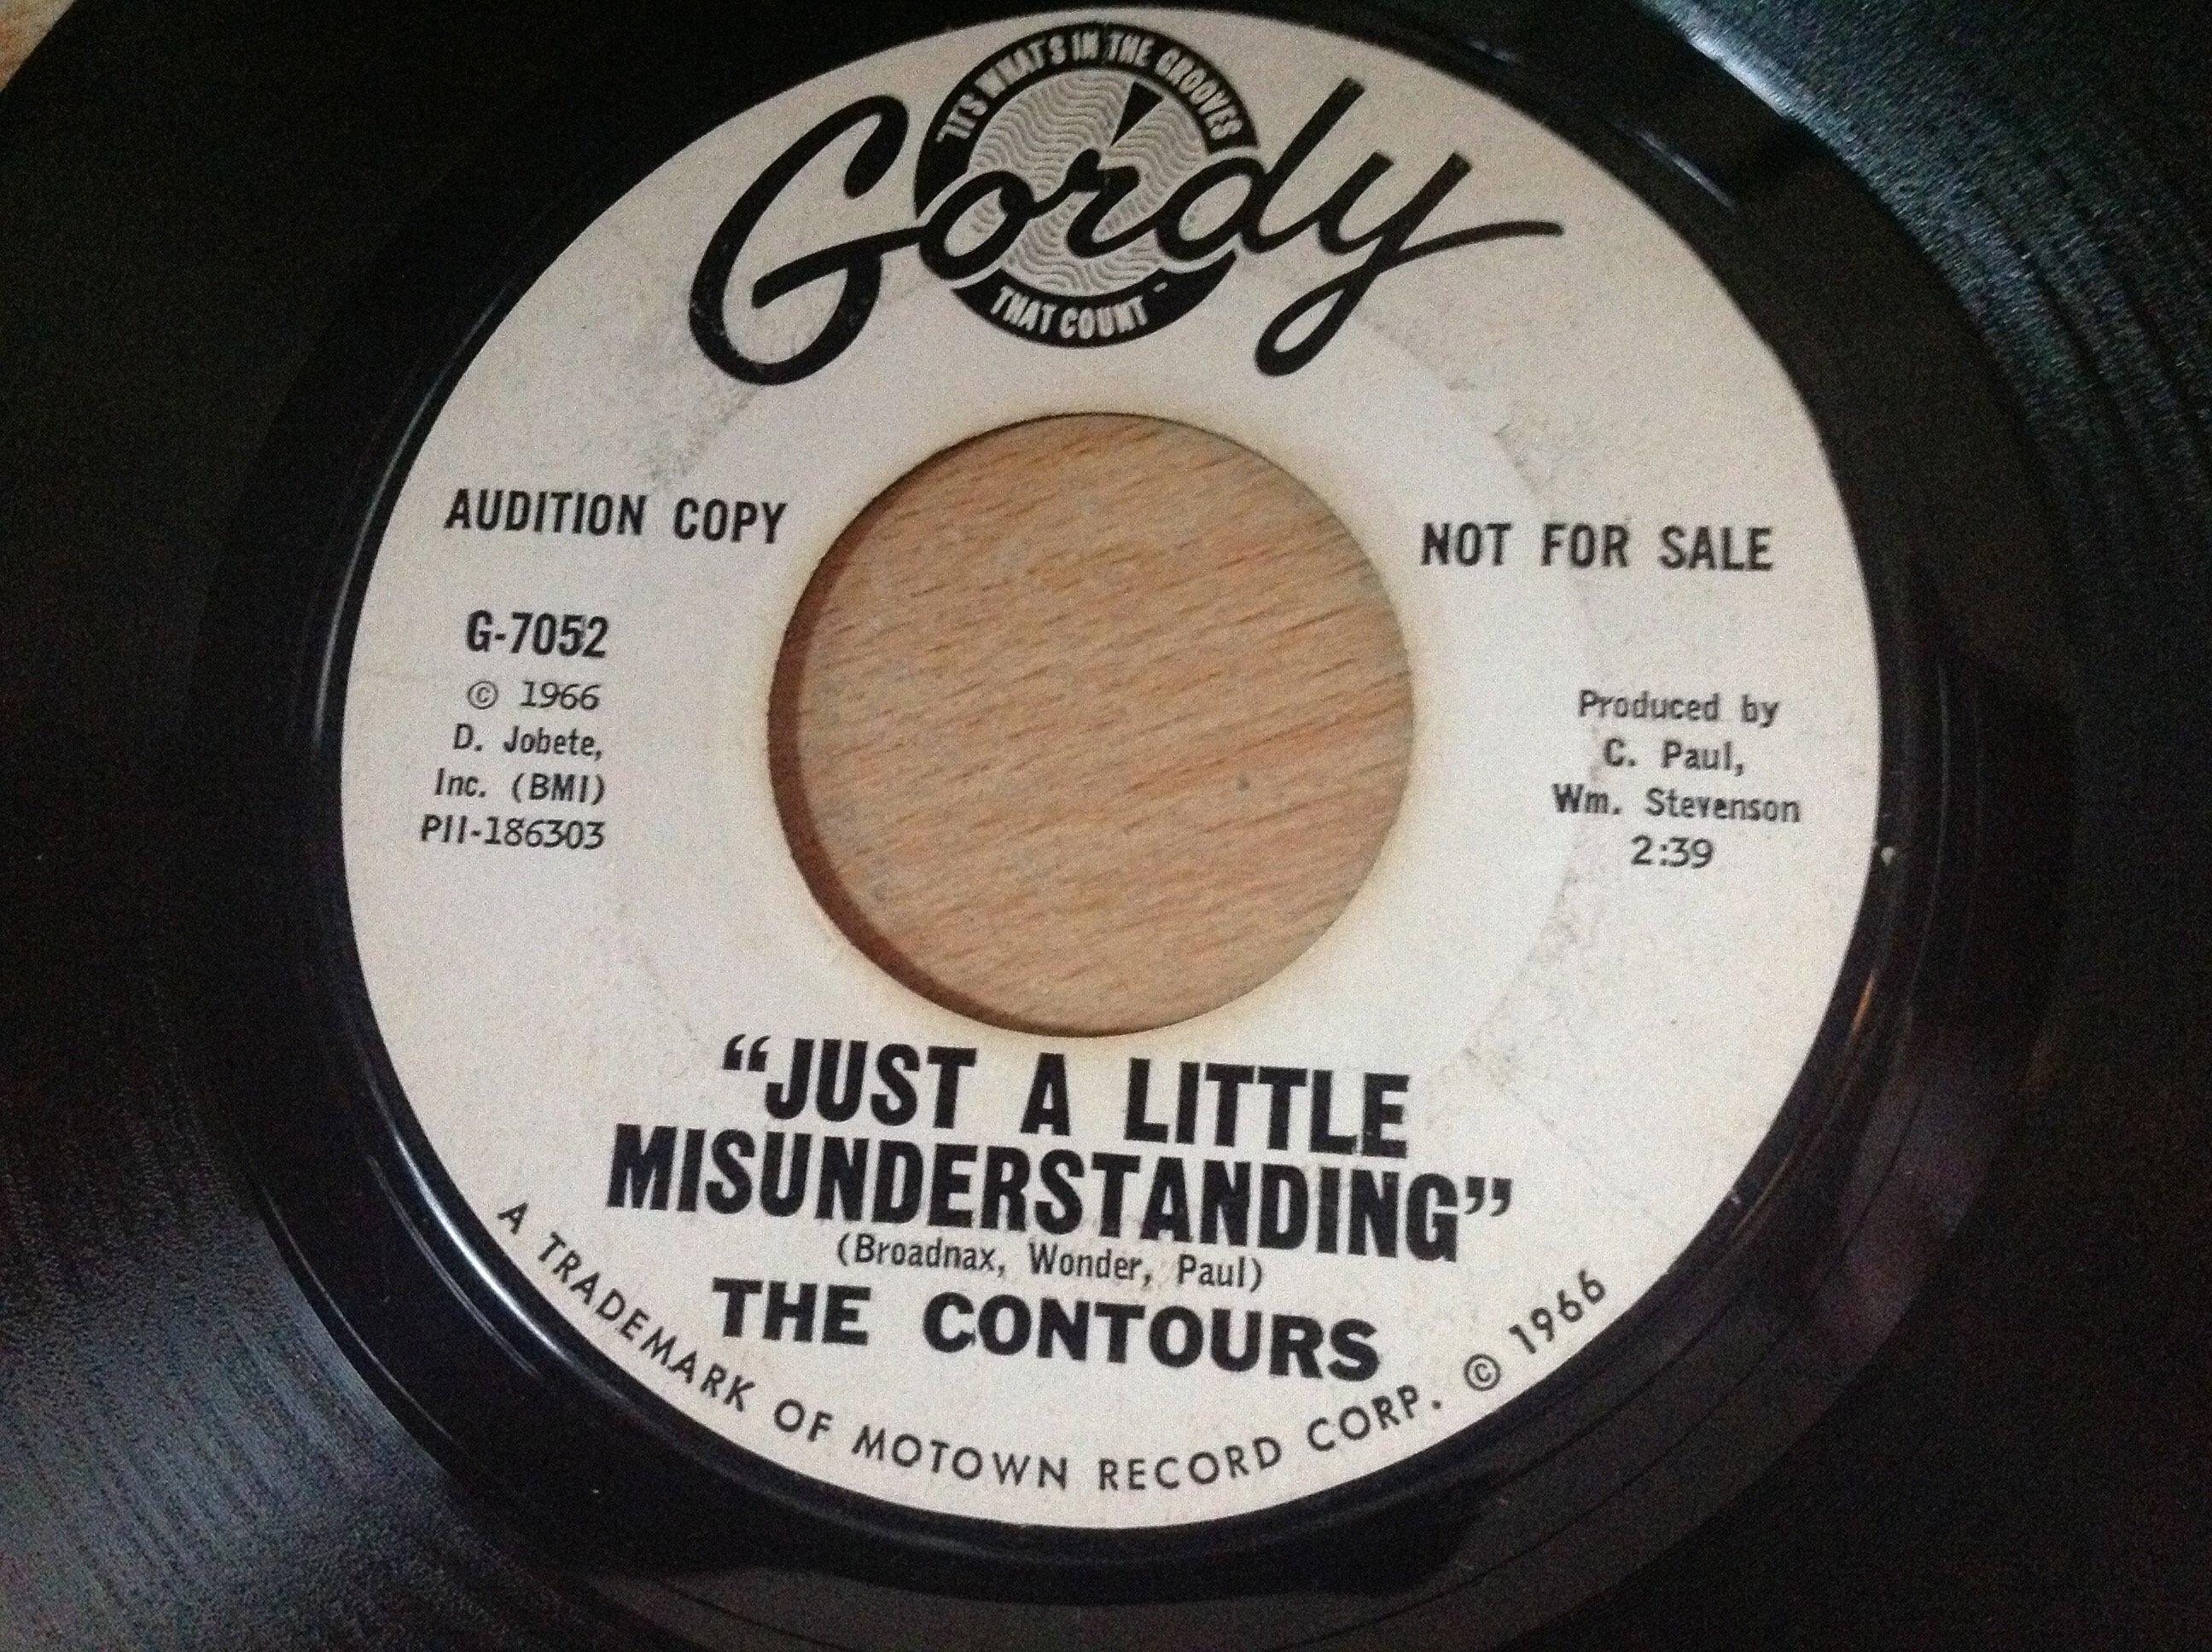 "IT'S WHAT'S IN THE GROOVES
Gordy
THAT COUNT"
AUDITION COPY
NOT FOR SALE
G-7052
© 1966
D. Jobete,
Inc. (BMI)
PII-186303
Produced by
C. Paul,
Wm. Stevenson
2:39
“JUST A LITTLE
MISUNDERSTANDING”
(Broadnax, Wonder, Paul)
THE CONTOURS
A TRADEMARK OF MOTOWN RECORD CORP. © 1966